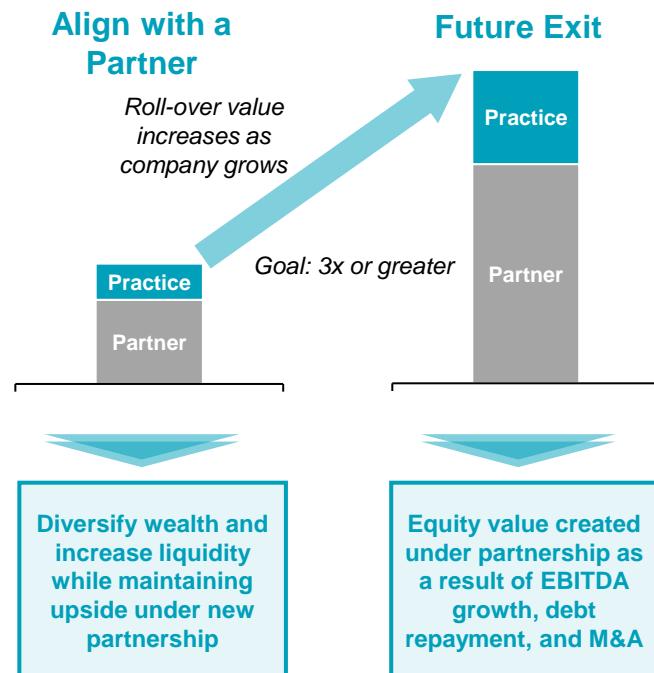 Align with a
Partner
Future Exit
Roll-over value
increases as
company grows
Practice
Goal: 3x or greater
Practice
Partner
Partner
Diversify wealth and
increase liquidity
while maintaining
upside under new
partnership
Equity value created
under partnership as
a result of EBITDA
growth, debt
repayment, and M&A